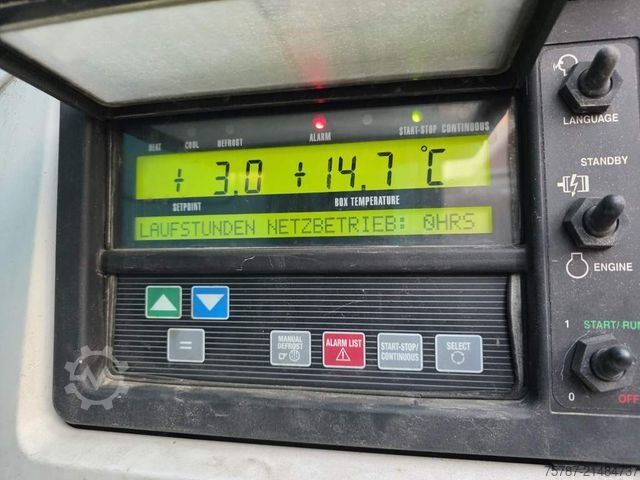 HEAT COOL DEFROST ALARM START-STOP CONTINUOUS
+ 3.0 +14.7 °C
SETPOINT BOX TEMPERATURE
LAUFSTUNDEN NETZBETRIEB: 0HRS
=
MANUAL DEFROST
ALARM LIST
START-STOP/ CONTINUOUS
SELECT
LANGUAGE
STANDBY
ENGINE
1 START/ RUN
0 OFF
75787-21484737